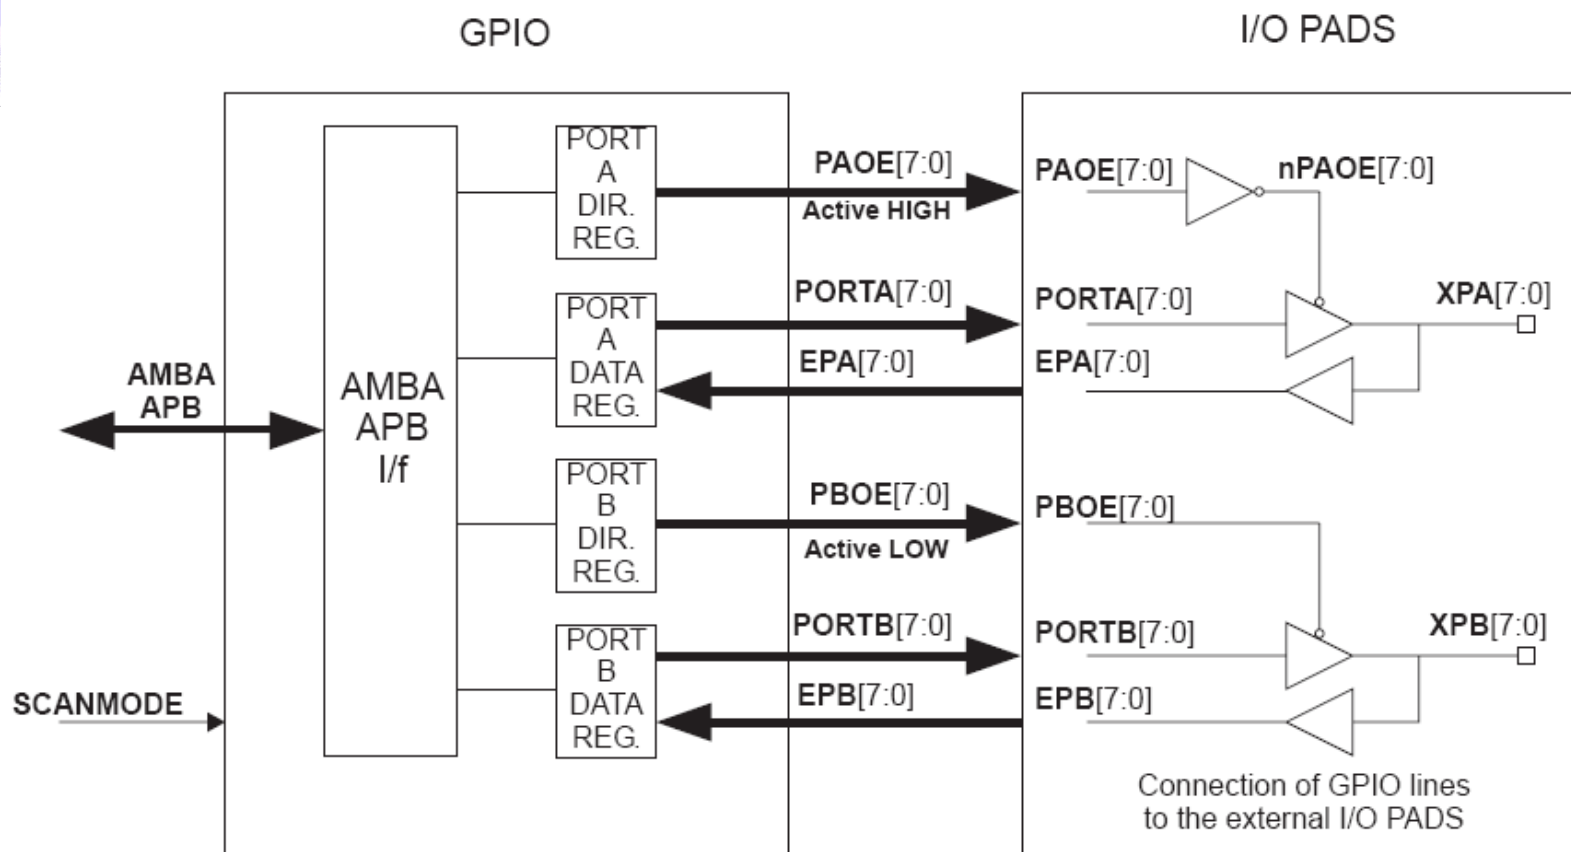 GPIO
I/O PADS
AMBA
APB
SCANMODE
AMBA
APB
I/f
PORT
A
DIR.
REG.
PORT
A
DATA
REG.
PORT
B
DIR.
REG.
PORT
B
DATA
REG.
PAOE[7:0]
Active HIGH
PORTA[7:0]
EPA[7:0]
PBOE[7:0]
Active LOW
PORTB[7:0]
EPB[7:0]
PAOE[7:0]
nPAOE[7:0]
PORTA[7:0]
XPA[7:0]
EPA[7:0]
PBOE[7:0]
PORTB[7:0]
XPB[7:0]
EPB[7:0]
Connection of GPIO lines
to the external I/O PADS